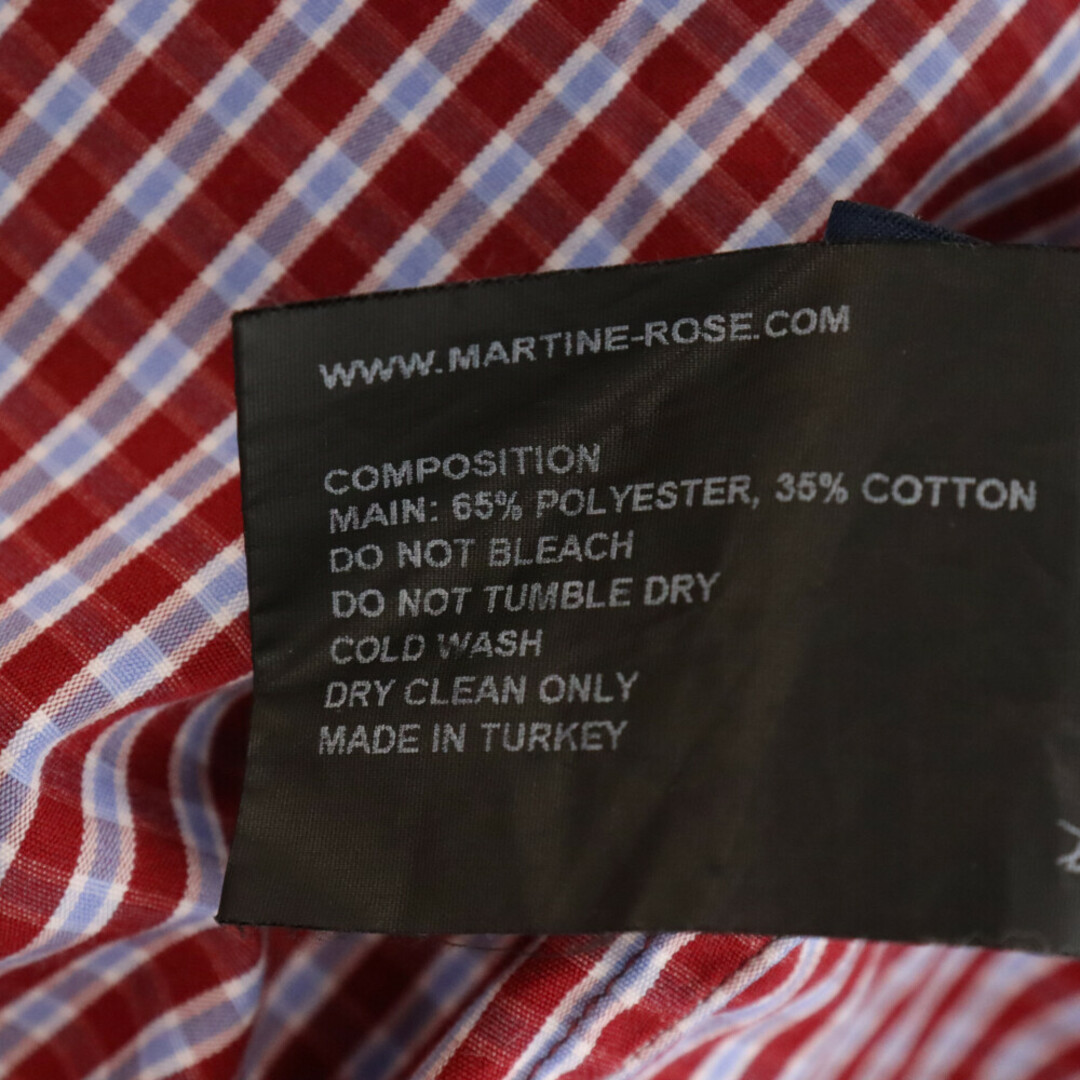 WWW.MARTINE-ROSE.COM
COMPOSITION
MAIN: 65% POLYESTER, 35% COTTON
DO NOT BLEACH
DO NOT TUMBLE DRY
COLD WASH
DRY CLEAN ONLY
MADE IN TURKEY